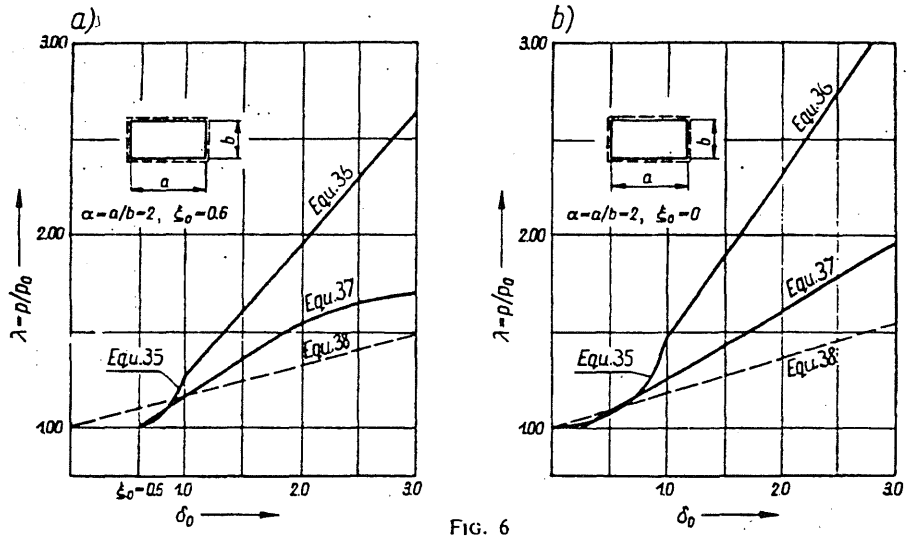 a)
3.00
2.00
1.00
λ=p/p₀
b
a
α=a/b=2, ξ₀=0.6
Equ.36
Equ.37
Equ.35
Equ.38
ξ₀=0.6
1.0
2.0
3.0
δ₀
b)
3.00
2.00
1.00
λ=p/p₀
b
a
α=a/b=2, ξ₀=0
Equ.36
Equ.37
Equ.35
Equ.38
0
1.0
2.0
3.0
δ₀
FIG. 6